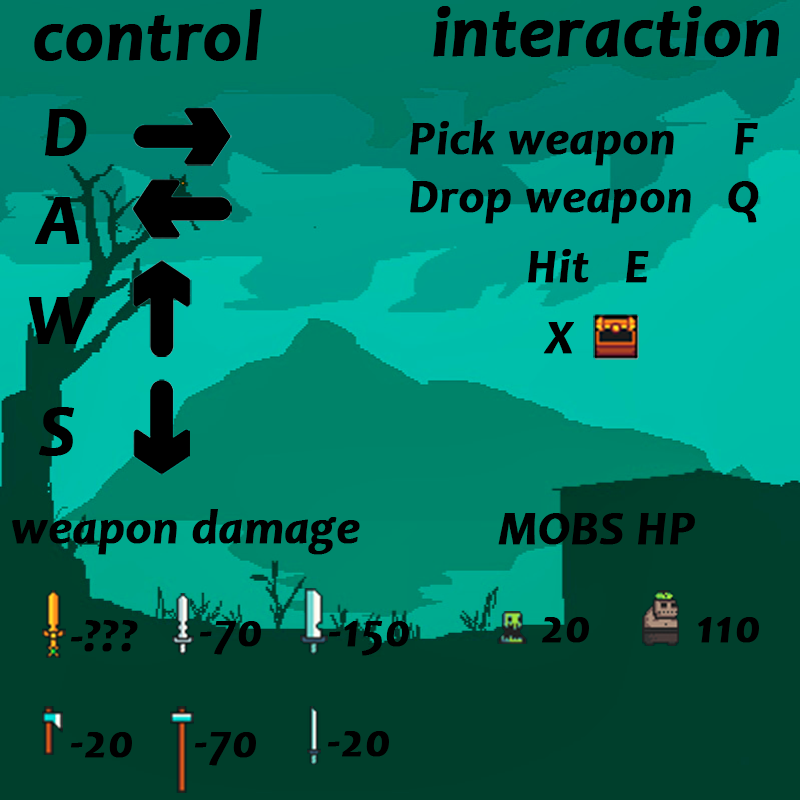 control
interaction
D
A
W
S
Pick weapon F
Drop weapon Q
Hit E
X
weapon damage
MOBS HP
-??? -70 -150
20 110
-20 -70 -20